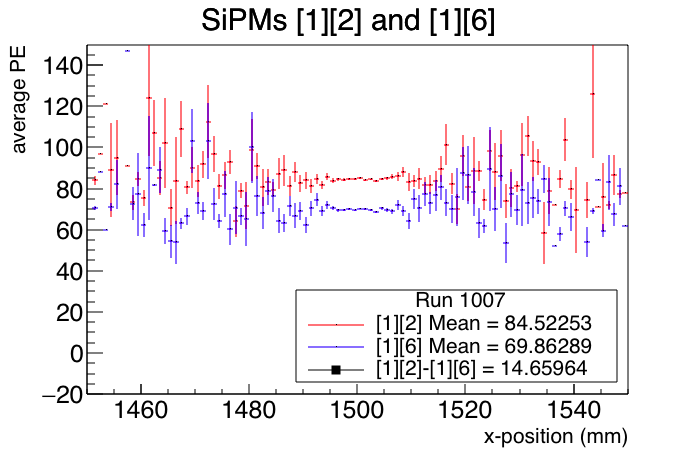 SiPMs [1][2] and [1][6]
average PE
140
120
100
80
60
40
20
0
−20
Run 1007
[1][2] Mean = 84.52253
[1][6] Mean = 69.86289
[1][2]-[1][6] = 14.65964
1460 1480 1500 1520 1540
x-position (mm)